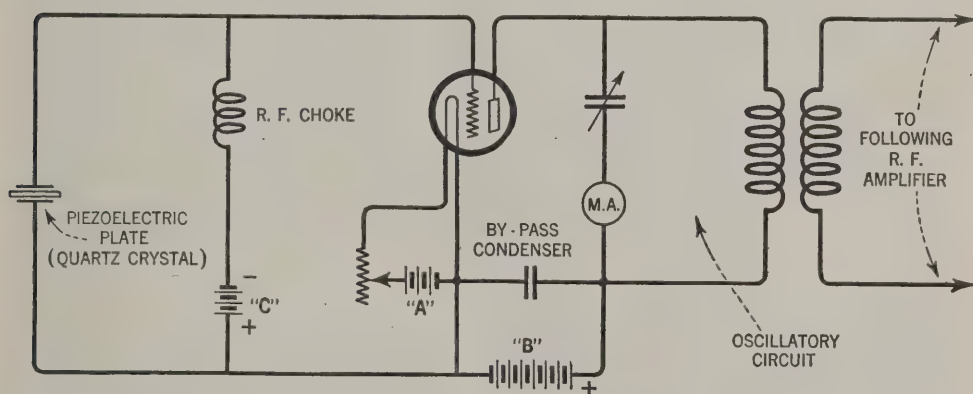 R. F. CHOKE
PIEZOELECTRIC
PLATE
(QUARTZ CRYSTAL)
-
"C"
+
"A"
BY-PASS
CONDENSER
M.A.
"B"
+
OSCILLATORY
CIRCUIT
TO
FOLLOWING
R. F.
AMPLIFIER